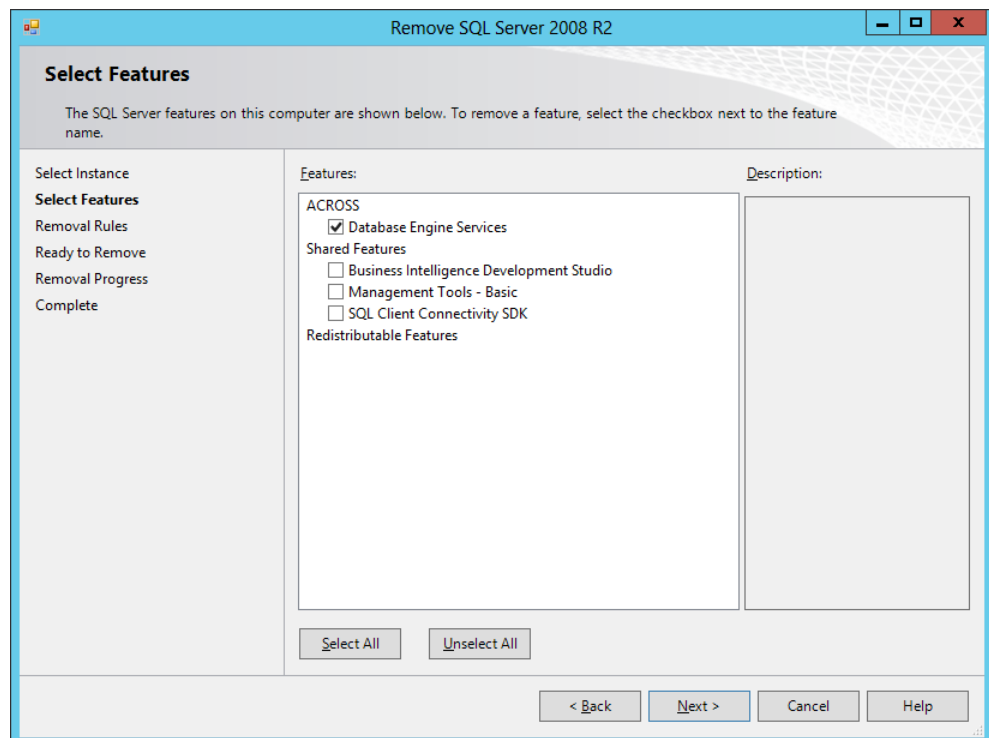 Remove SQL Server 2008 R2
Select Features
The SQL Server features on this computer are shown below. To remove a feature, select the checkbox next to the feature
name.
Select Instance
Select Features
Removal Rules
Ready to Remove
Removal Progress
Complete
Features:
ACROSS
Database Engine Services
Shared Features
Business Intelligence Development Studio
Management Tools - Basic
SQL Client Connectivity SDK
Redistributable Features
Description:
Select All
Unselect All
< Back
Next >
Cancel
Help